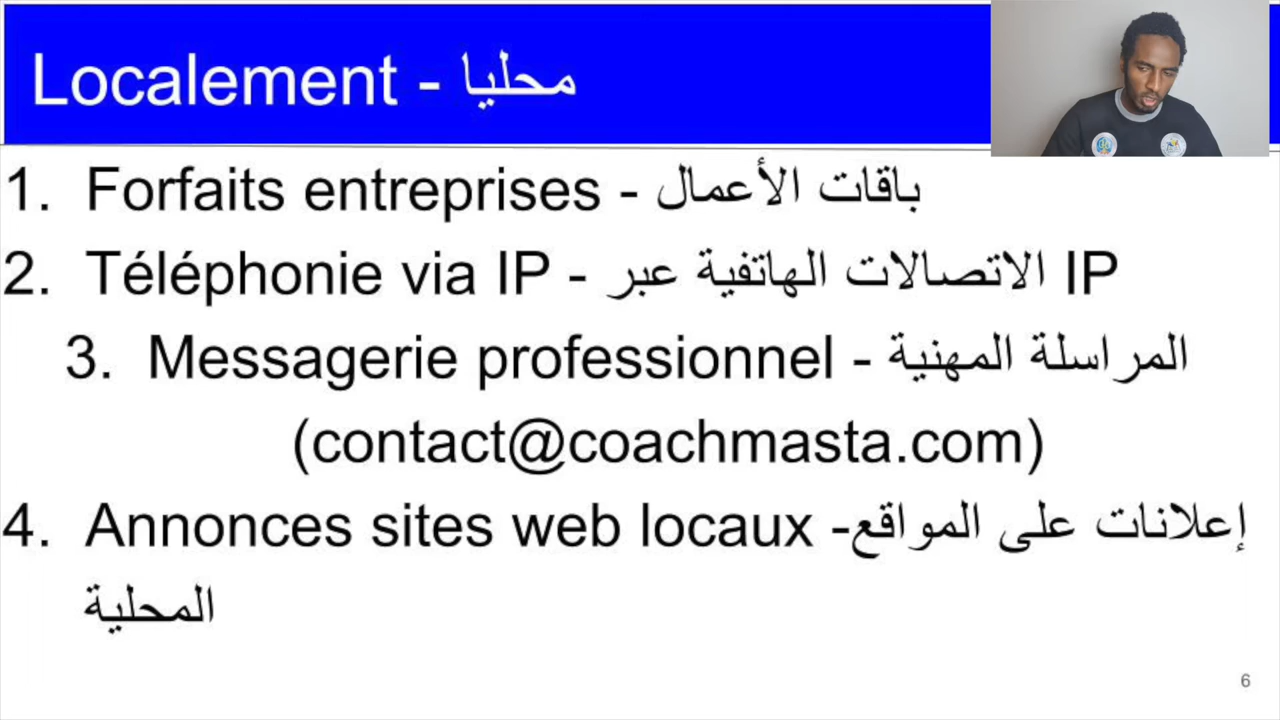 Localement - محليا
1. Forfaits entreprises - باقات الأعمال
2. Téléphonie via IP - الاتصالات الهاتفية عبر IP
3. Messagerie professionnel - المراسلة المهنية
(contact@coachmasta.com)
4. Annonces sites web locaux -إعلانات على المواقع
المحلية
6